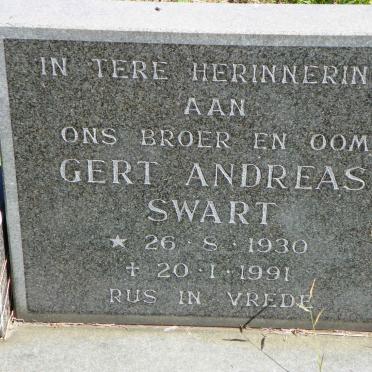 IN TERE HERINNERIN
AAN
ONS BROER EN OOM
GERT ANDREAS
SWART
★ 26·8·1930
✝ 20·1·1991
RUS IN VREDE